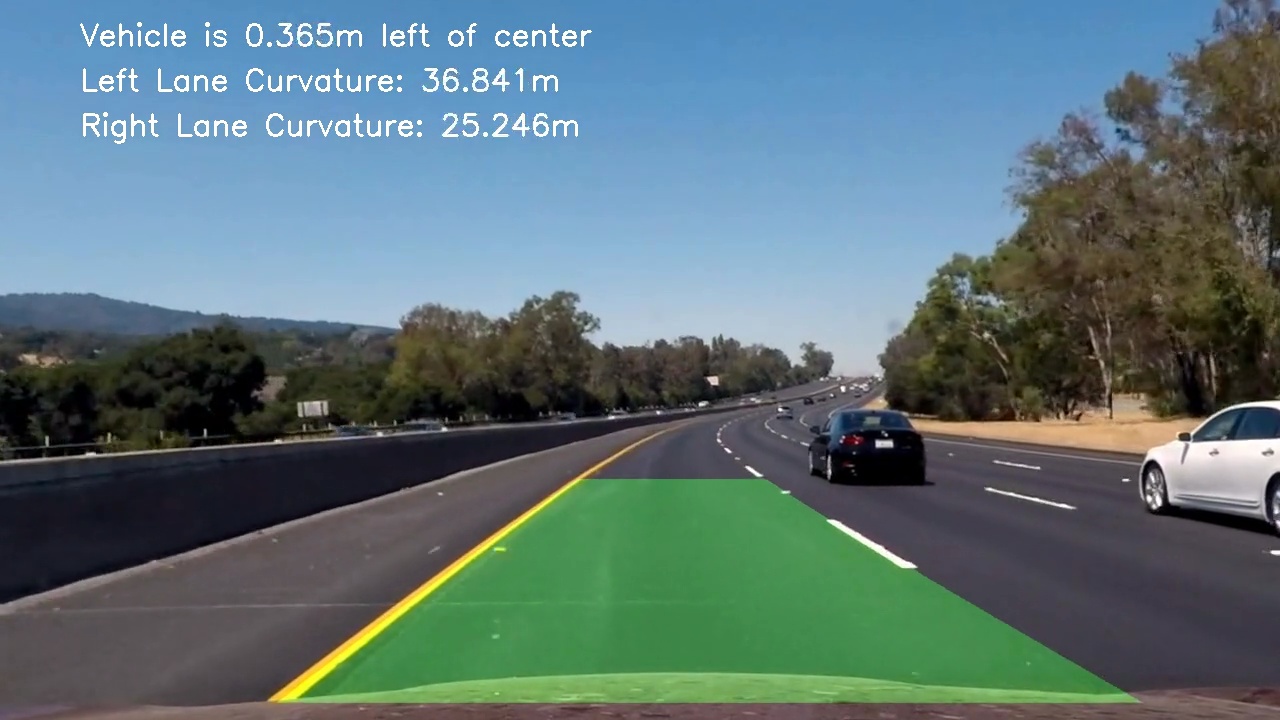 Vehicle is 0.365m left of center
Left Lane Curvature: 36.841m
Right Lane Curvature: 25.246m